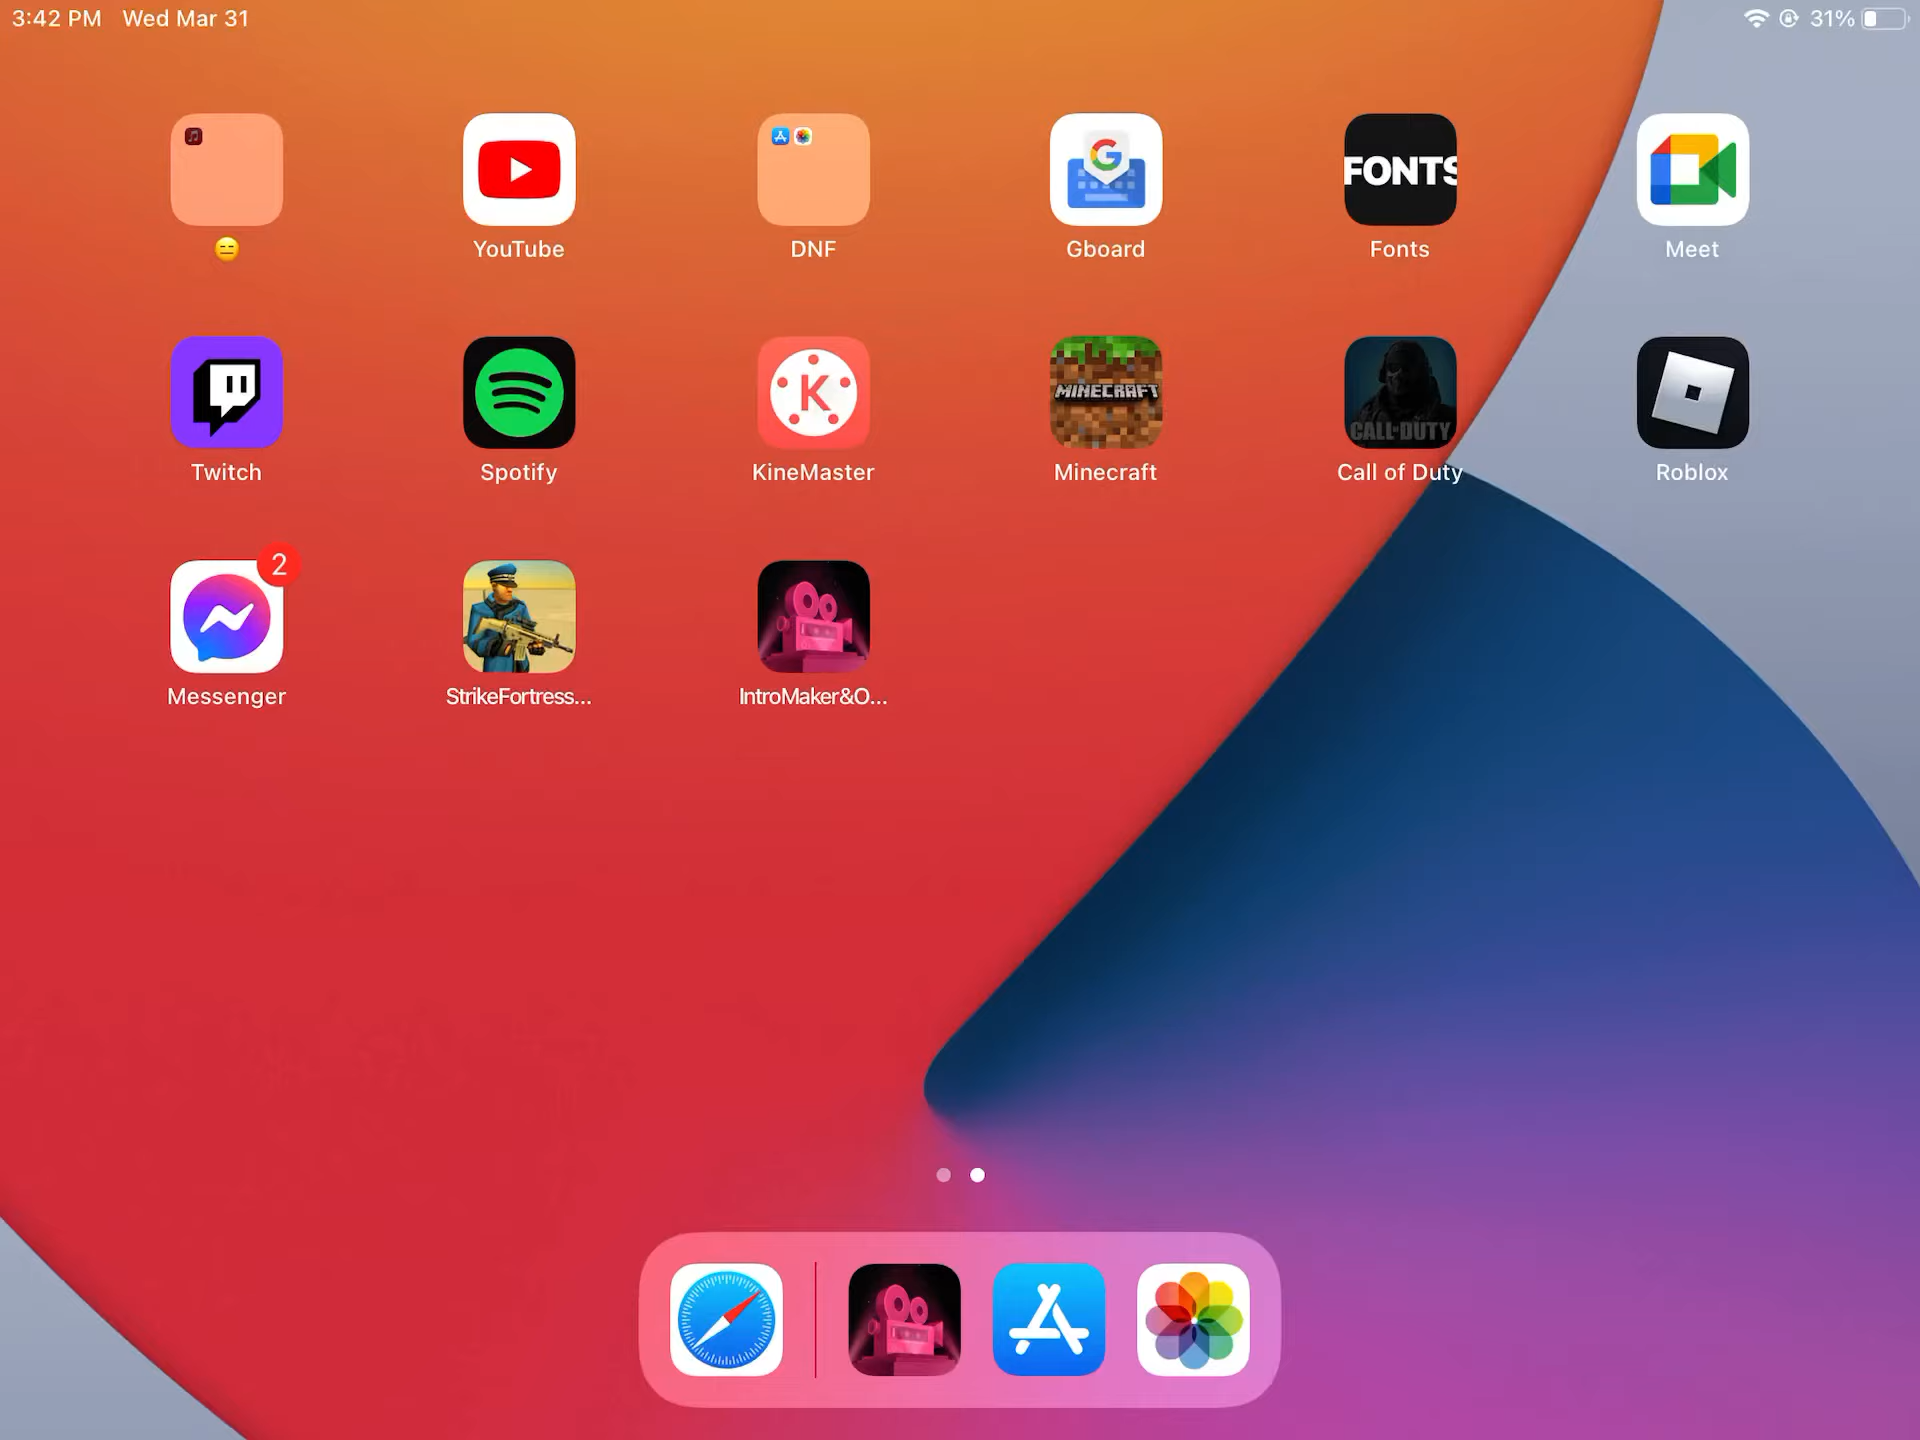 3:42 PM Wed Mar 31
31%
YouTube
DNF
Gboard
FONTS
Fonts
Meet
Twitch
Spotify
KineMaster
MINECRAFT
Minecraft
CALL OF DUTY
Call of Duty
Roblox
2
Messenger
StrikeFortress...
IntroMaker&O...